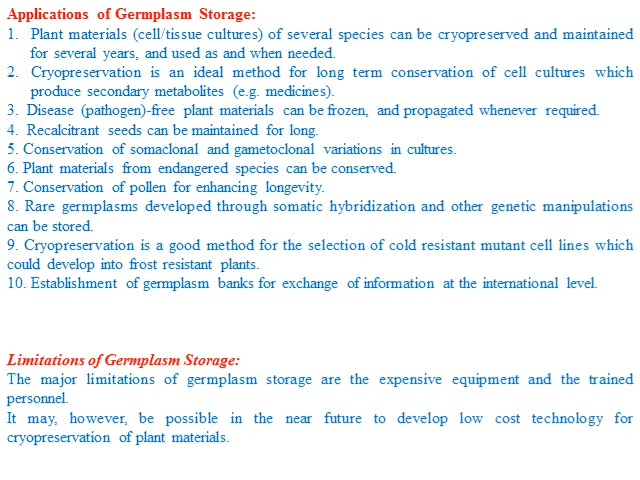 Applications of Germplasm Storage:
1. Plant materials (cell/tissue cultures) of several species can be cryopreserved and maintained
for several years, and used as and when needed.
2. Cryopreservation is an ideal method for long term conservation of cell cultures which
produce secondary metabolites (e.g. medicines).
3. Disease (pathogen)-free plant materials can be frozen, and propagated whenever required.
4. Recalcitrant seeds can be maintained for long.
5. Conservation of somaclonal and gametoclonal variations in cultures.
6. Plant materials from endangered species can be conserved.
7. Conservation of pollen for enhancing longevity.
8. Rare germplasms developed through somatic hybridization and other genetic manipulations
can be stored.
9. Cryopreservation is a good method for the selection of cold resistant mutant cell lines which
could develop into frost resistant plants.
10. Establishment of germplasm banks for exchange of information at the international level.
Limitations of Germplasm Storage:
The major limitations of germplasm storage are the expensive equipment and the trained
personnel.
It may, however, be possible in the near future to develop low cost technology for
cryopreservation of plant materials.